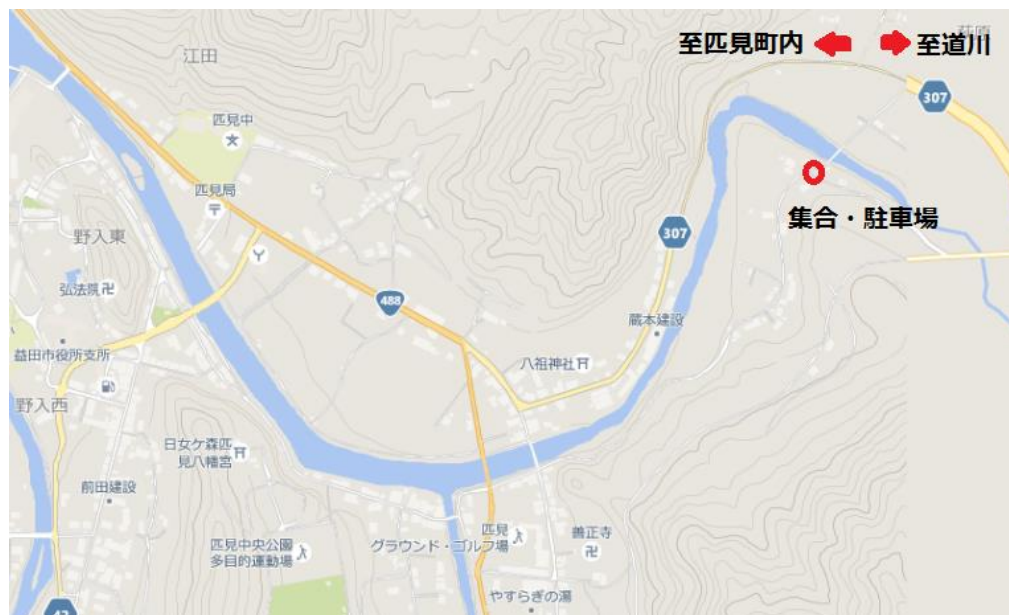 至匹見町内
至道川
萩原
江田
307
匹見中
匹見局
集合・駐車場
野入東
307
弘法院
488
蔵本建設
益田市役所支所
八祖神社
野入西
日女ケ森匹
見八幡宮
前田建設
匹見
グラウンド・ゴルフ場
善正寺
匹見中央公園
多目的運動場
やすらぎの湯
42